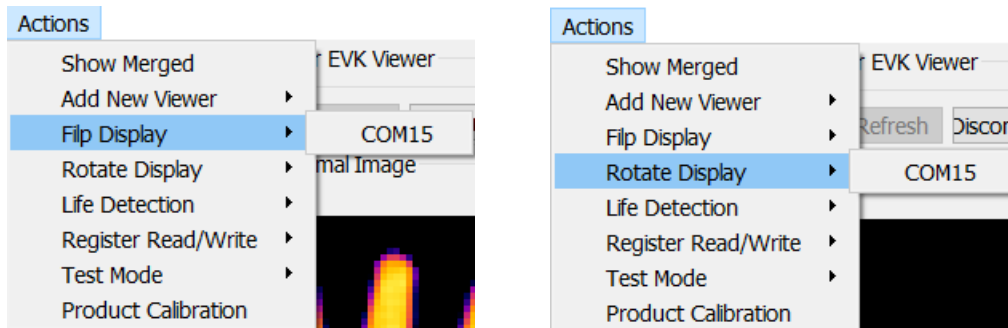 Actions
Show Merged
Add New Viewer
Filp Display
Rotate Display
Life Detection
Register Read/Write
Test Mode
Product Calibration
EVK Viewer
COM15
mal Image
Actions
Show Merged
Add New Viewer
Filp Display
Rotate Display
Life Detection
Register Read/Write
Test Mode
Product Calibration
r EVK Viewer
Refresh Discon
COM15